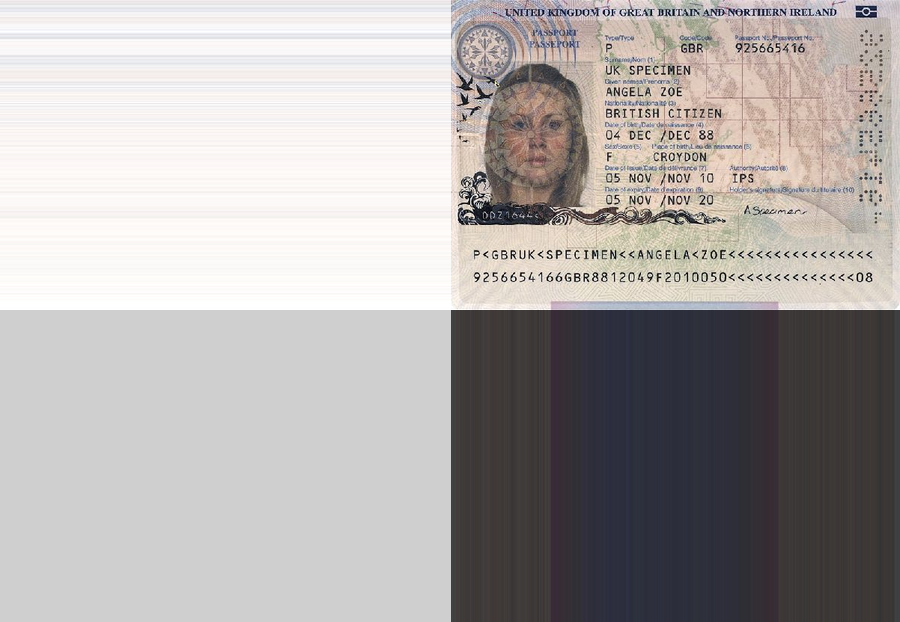 UNITED KINGDOM OF GREAT BRITAIN AND NORTHERN IRELAND
PASSPORT
PASSEPORT
Type/Type Code/Code Passport No./Passeport No.
P GBR 925665416
Surname/Nom (1)
UK SPECIMEN
Given names/Prénoms (2)
ANGELA ZOE
Nationality/Nationalité (3)
BRITISH CITIZEN
Date of birth/Date de naissance (4)
04 DEC /DEC 88
Sex/Sexe (5) Place of birth/Lieu de naissance (6)
F CROYDON
Date of issue/Date de délivrance (7) Authority/Autorité (8)
05 NOV /NOV 10 IPS
Date of expiry/Date d'expiration (9) Holder's signature/Signature du titulaire (10)
05 NOV /NOV 20 A Specimen
P<GBRUK<SPECIMEN<<ANGELA<ZOE<<<<<<<<<<<<<<<<
9256654166GBR8812049F2010050<<<<<<<<<<<<<<08